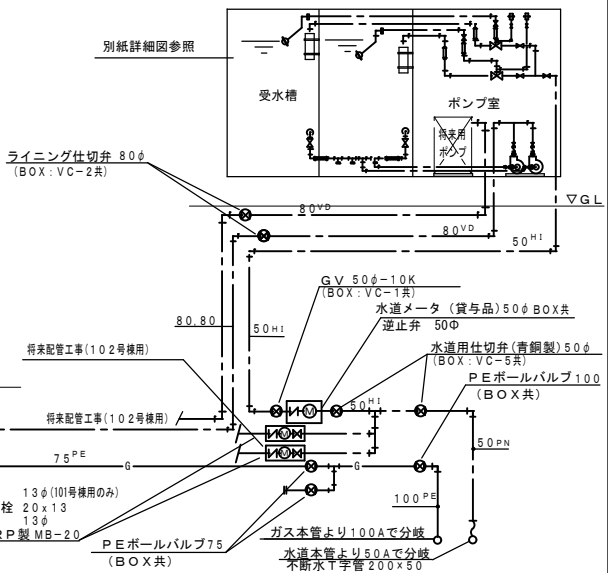 別紙詳細図参照
受水槽
ポンプ室
将来用
ポンプ
ライニング仕切弁 80φ
(BOX:VC-2共)
▽GL
80VD
80VD
50HI
GV 50φ-10K
(BOX:VC-1共)
水道メータ (貸与品) 50φ BOX共
逆止弁 50Φ
80,80
50HI
水道用仕切弁(青銅製) 50φ
(BOX:VC-5共)
将来配管工事(102号棟用)
PEボールバルブ100
(BOX共)
50HI
M
将来配管工事(102号棟用)
M
M
50PN
75PE
G
G
13φ(101号棟用のみ)
栓 20x13
13φ
RP製 MB-20
100PE
PEボールバルブ75
(BOX共)
ガス本管より100Aで分岐
水道本管より50Aで分岐
不断水T字管200×50